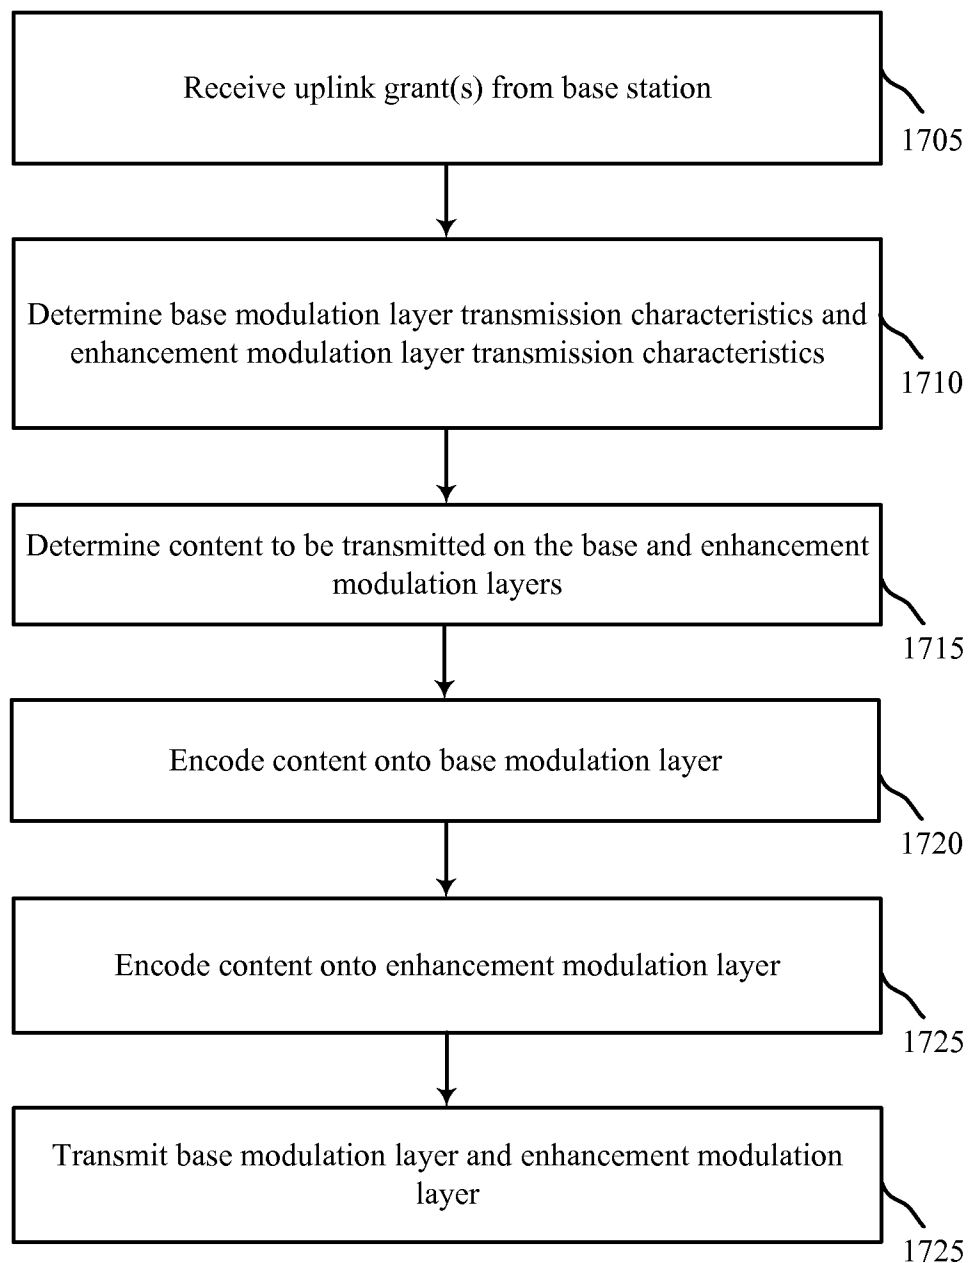 Receive uplink grant(s) from base station
1705
Determine base modulation layer transmission characteristics and
enhancement modulation layer transmission characteristics
1710
Determine content to be transmitted on the base and enhancement
modulation layers
1715
Encode content onto base modulation layer
1720
Encode content onto enhancement modulation layer
1725
Transmit base modulation layer and enhancement modulation
layer
1725